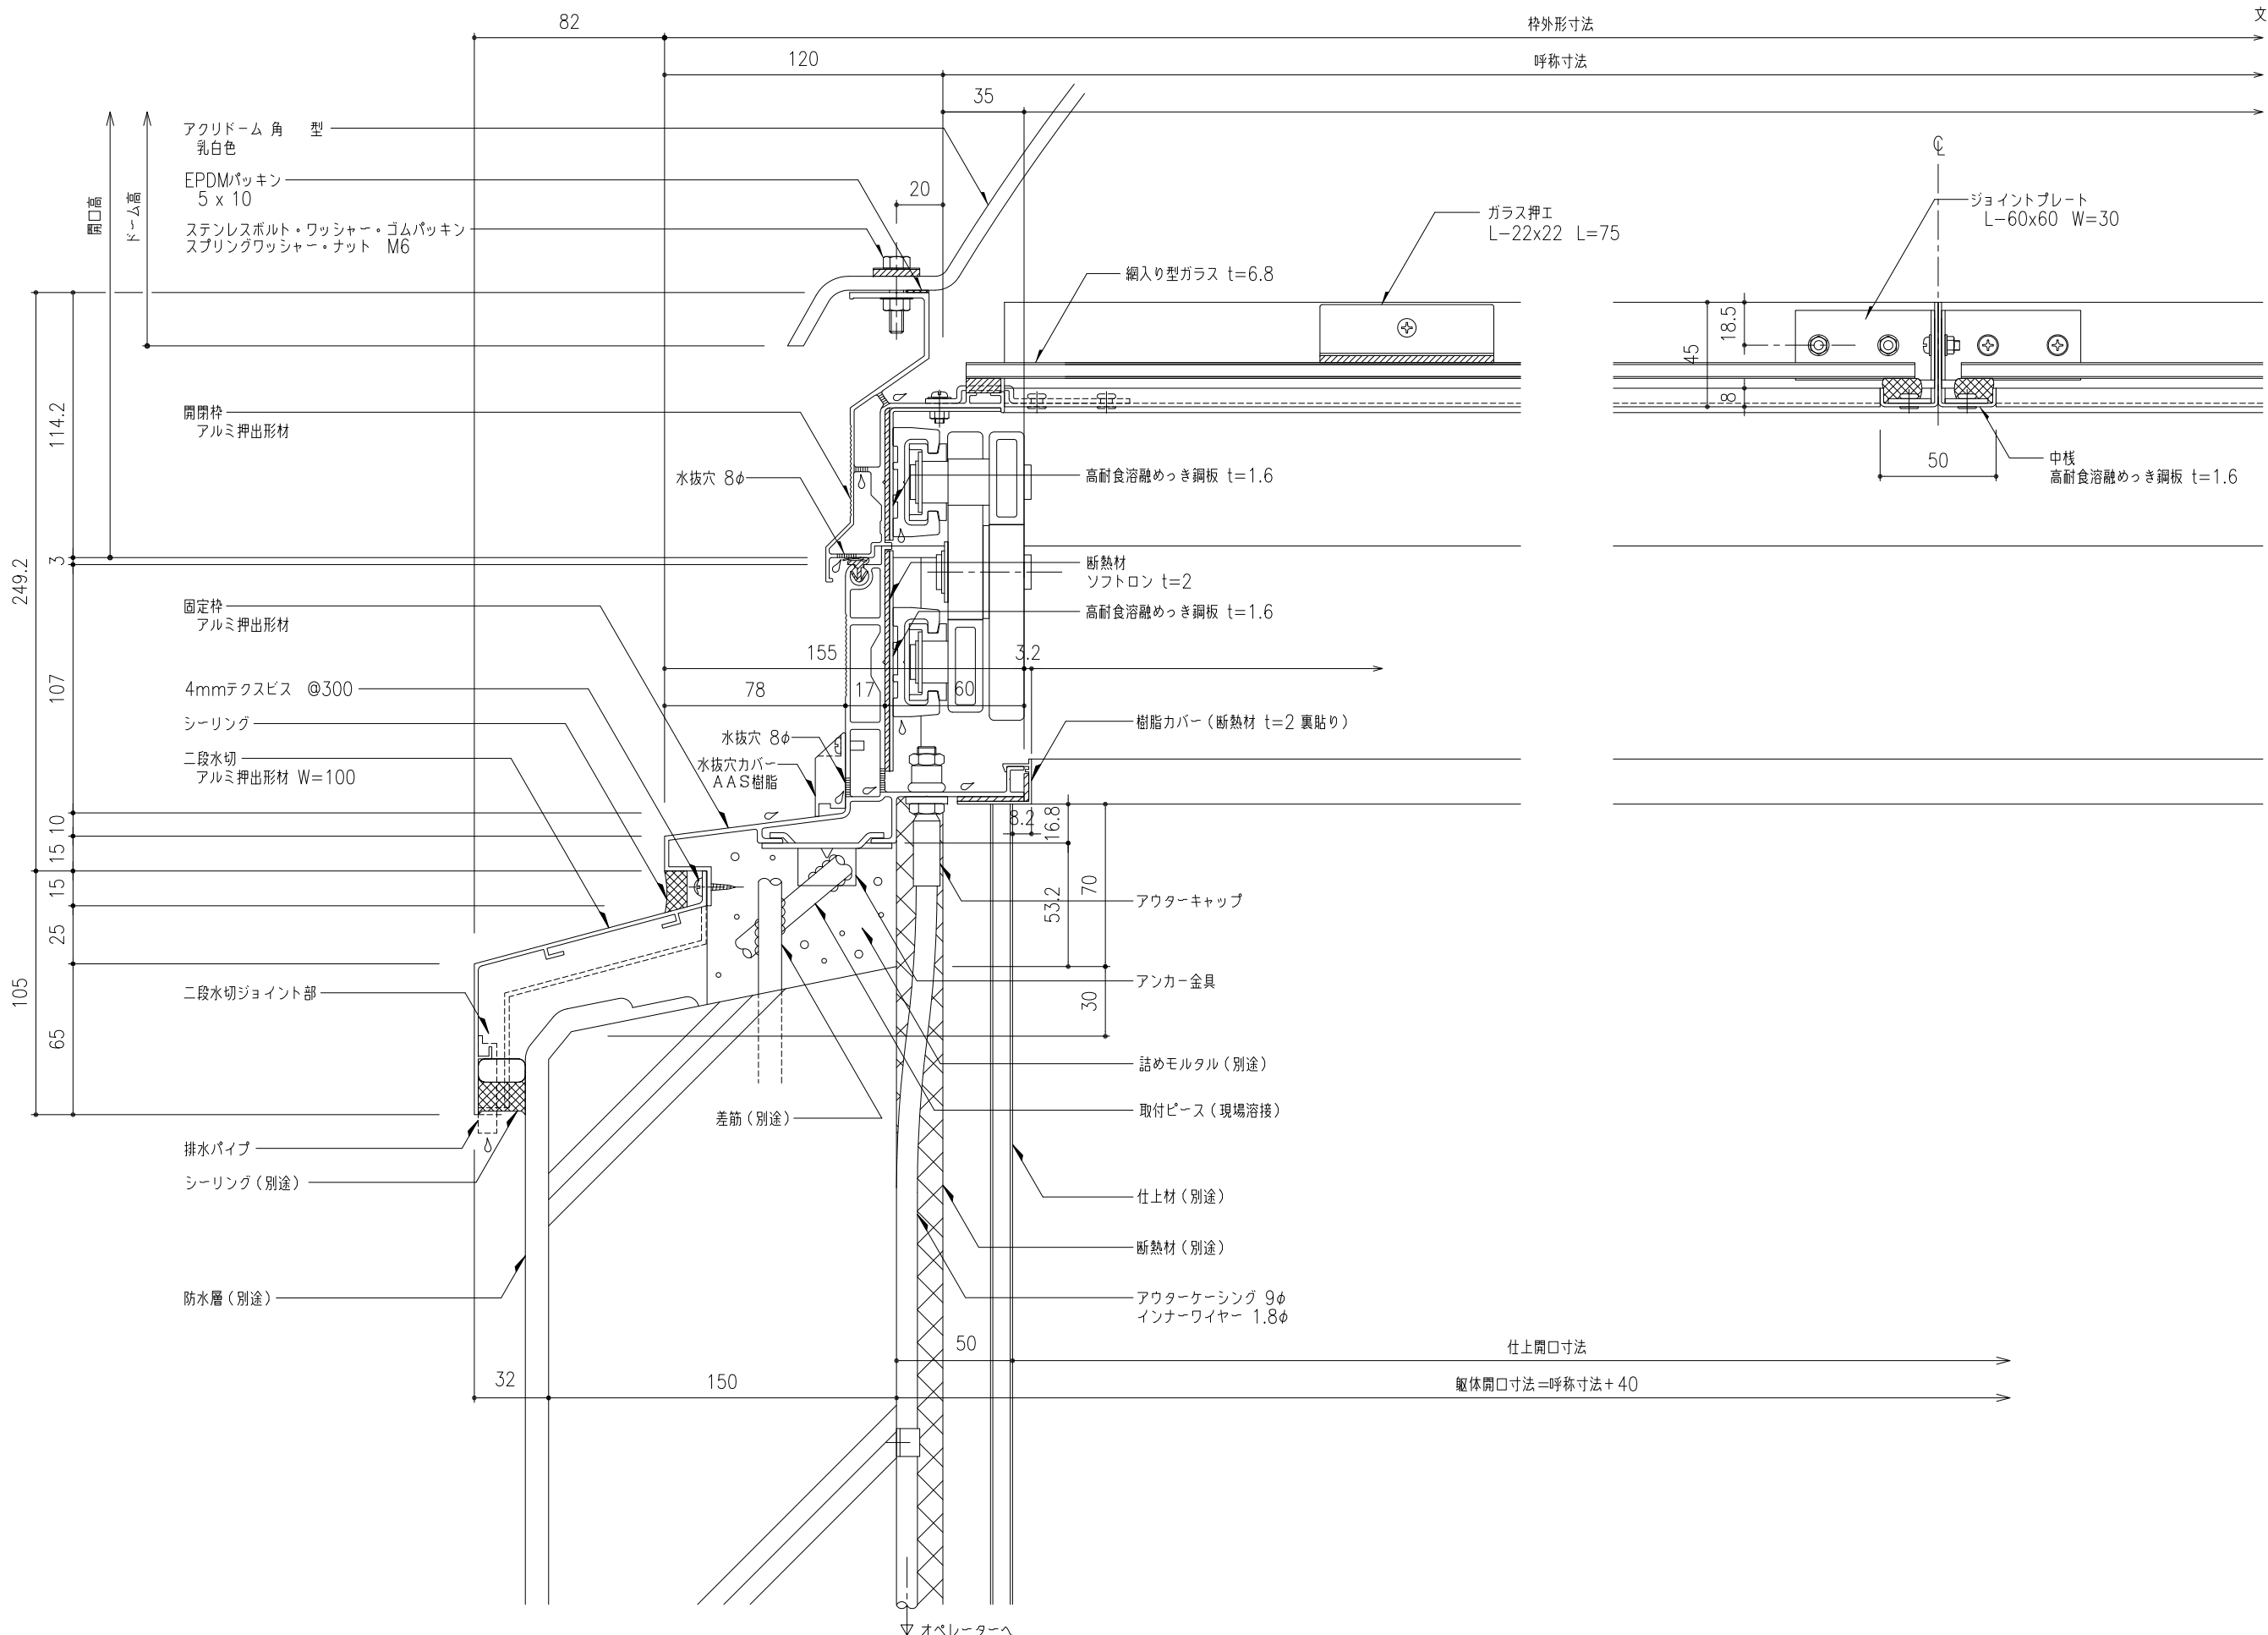 82
枠外形寸法
文
120
呼称寸法
35
アクリドーム 角　型
乳白色
EPDMパッキン
5 x 10
ステンレスボルト・ワッシャー・ゴムパッキン
スプリングワッシャー・ナット M6
開口高
ドーム高
20
℄
ガラス押エ
L-22x22 L=75
ジョイントプレート
L-60x60 W=30
網入り型ガラス t=6.8
45
18.5
8
50
中桟
高耐食溶融めっき鋼板 t=1.6
開閉枠
アルミ押出形材
水抜穴 8φ
高耐食溶融めっき鋼板 t=1.6
断熱材
ソフトロン t=2
高耐食溶融めっき鋼板 t=1.6
114.2
3
249.2
107
10
15
15
25
105
65
固定枠
アルミ押出形材
155
3.2
78
17
60
4mmテクスビス @300
シーリング
二段水切
アルミ押出形材 W=100
水抜穴 8φ
水抜穴カバー
AAS樹脂
樹脂カバー（断熱材 t=2 裏貼り）
8.2
16.8
53.2
70
30
アウターキャップ
アンカー金具
二段水切ジョイント部
詰めモルタル（別途）
取付ピース（現場溶接）
差筋（別途）
排水パイプ
シーリング（別途）
仕上材（別途）
断熱材（別途）
防水層（別途）
アウターケーシング 9φ
インナーワイヤー 1.8φ
50
仕上開口寸法
32
150
躯体開口寸法=呼称寸法+40
オペレーターへ